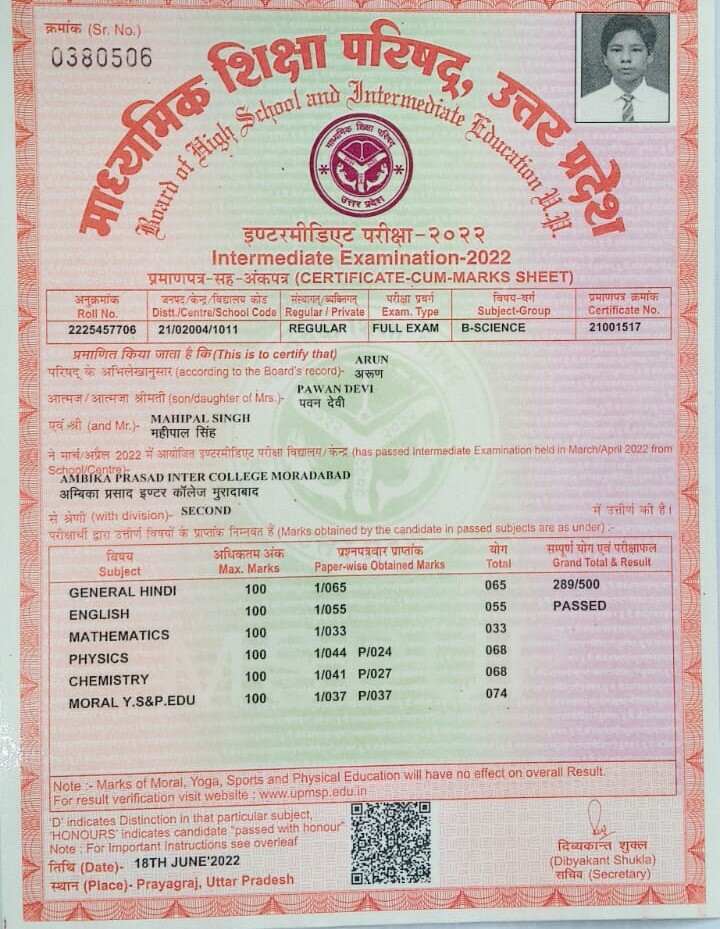 क्रमांक (Sr. No.)
0380506
माध्यमिक शिक्षा परिषद्, उत्तर प्रदेश
Board of High School and Intermediate Education U.P.
माध्यमिक शिक्षा परिषद्
उत्तर प्रदेश
इण्टरमीडिएट परीक्षा-२०२२
Intermediate Examination-2022
प्रमाणपत्र-सह-अंकपत्र (CERTIFICATE-CUM-MARKS SHEET)
अनुक्रमांक जनपद/केन्द्र/विद्यालय कोड संस्थागत/व्यक्तिगत परीक्षा प्रवर्ग विषय-वर्ग प्रमाणपत्र क्रमांक
Roll No. Distt./Centre/School Code Regular / Private Exam. Type Subject-Group Certificate No.
2225457706 21/02004/1011 REGULAR FULL EXAM B-SCIENCE 21001517
प्रमाणित किया जाता है कि (This is to certify that) ARUN
परिषद् के अभिलेखानुसार (according to the Board's record)- अरूण
आत्मज/आत्मजा श्रीमती (son/daughter of Mrs.)- PAWAN DEVI
पवन देवी
एवं श्री (and Mr.)- MAHIPAL SINGH
महीपाल सिंह
ने मार्च/अप्रैल 2022 में आयोजित इण्टरमीडिएट परीक्षा विद्यालय/केन्द्र (has passed Intermediate Examination held in March/April 2022 from
School/Centre)-
AMBIKA PRASAD INTER COLLEGE MORADABAD
अम्बिका प्रसाद इण्टर कॉलेज मुरादाबाद
से श्रेणी (with division)- SECOND में उत्तीर्ण की है।
परीक्षार्थी द्वारा उत्तीर्ण विषयों के प्राप्तांक निम्नवत हैं (Marks obtained by the candidate in passed subjects are as under) :-
विषय अधिकतम अंक प्रश्नपत्रवार प्राप्तांक योग सम्पूर्ण योग एवं परीक्षाफल
Subject Max. Marks Paper-wise Obtained Marks Total Grand Total & Result
GENERAL HINDI 100 1/065 065 289/500
ENGLISH 100 1/055 055 PASSED
MATHEMATICS 100 1/033 033
PHYSICS 100 1/044 P/024 068
CHEMISTRY 100 1/041 P/027 068
MORAL Y.S&P.EDU 100 1/037 P/037 074
Note :- Marks of Moral, Yoga, Sports and Physical Education will have no effect on overall Result.
For result verification visit website : www.upmsp.edu.in
'D' indicates Distinction in that particular subject,
'HONOURS' indicates candidate "passed with honour"
Note : For Important Instructions see overleaf
तिथि (Date)- 18TH JUNE'2022
स्थान (Place)- Prayagraj, Uttar Pradesh
दिव्यकान्त शुक्ल
(Dibyakant Shukla)
सचिव (Secretary)